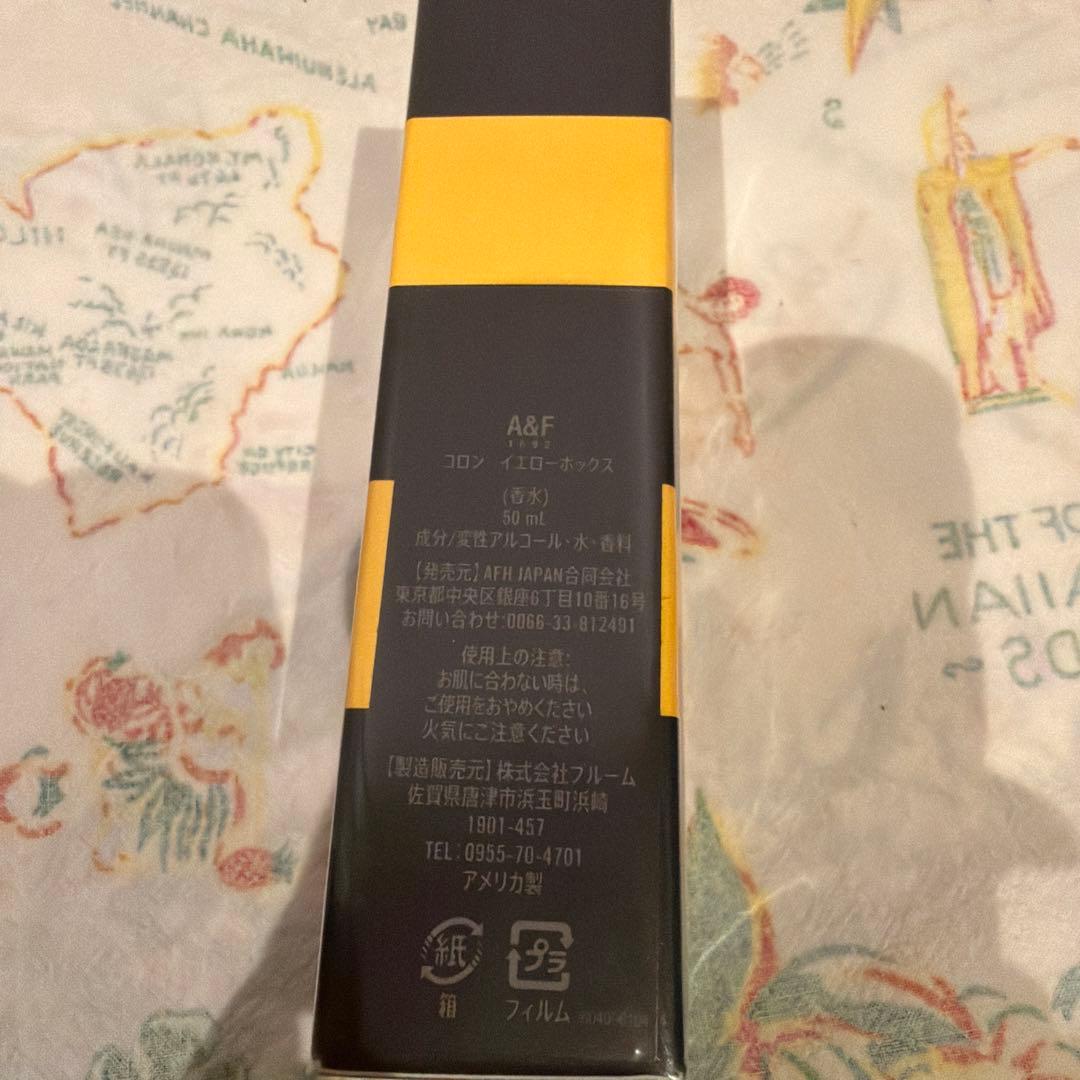 A&F
1892
コロン イエローボックス
(香水)
50 mL
成分/変性アルコール・水・香料
【発売元】AFH JAPAN合同会社
東京都中央区銀座6丁目10番16号
お問い合わせ:0066-33-812491
使用上の注意:
お肌に合わない時は、
ご使用をおやめください
火気にご注意ください
【製造販売元】株式会社フルーム
佐賀県唐津市浜玉町浜崎
1901-457
TEL:0955-70-4701
アメリカ製
紙
箱
プラ
フィルム
BAY
ALENUIHAHA CHANNEL
HILO
OF THE